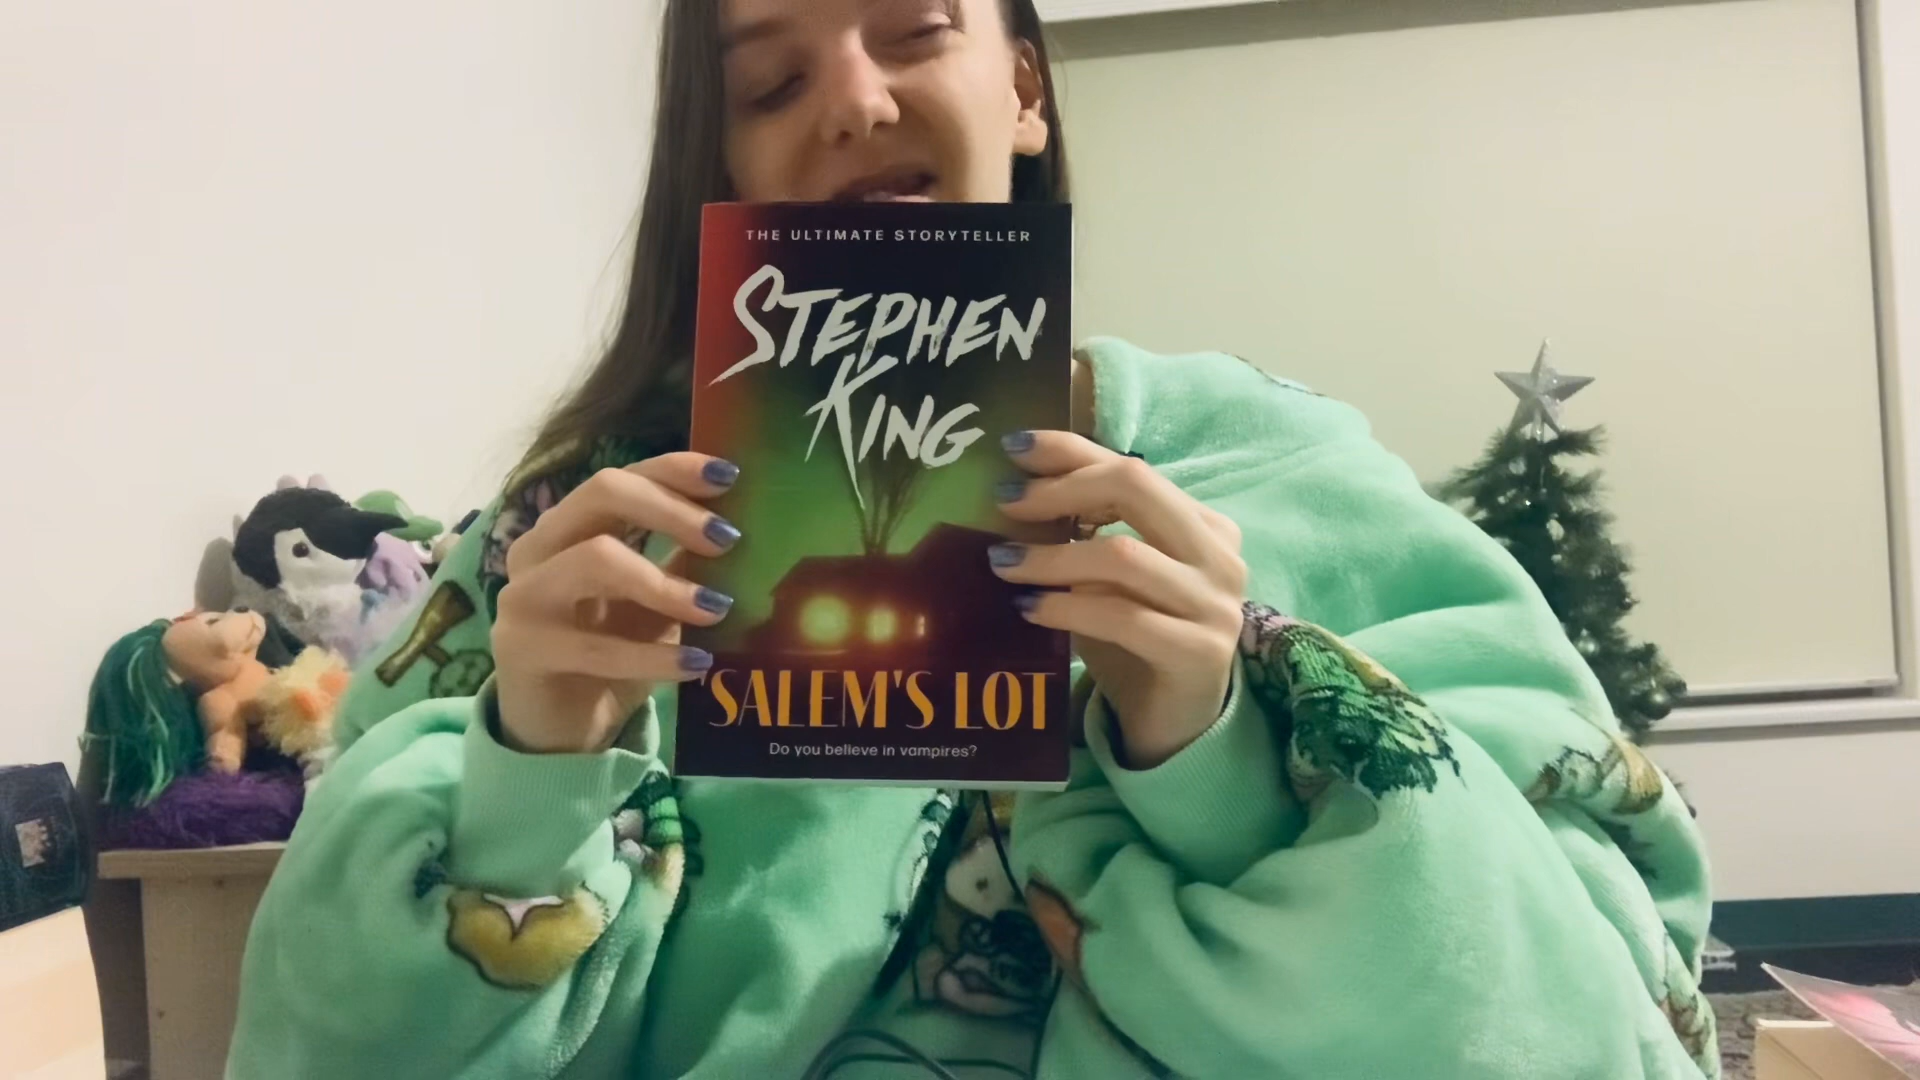 THE ULTIMATE STORYTELLER
STEPHEN
KING
'SALEM'S LOT
Do you believe in vampires?